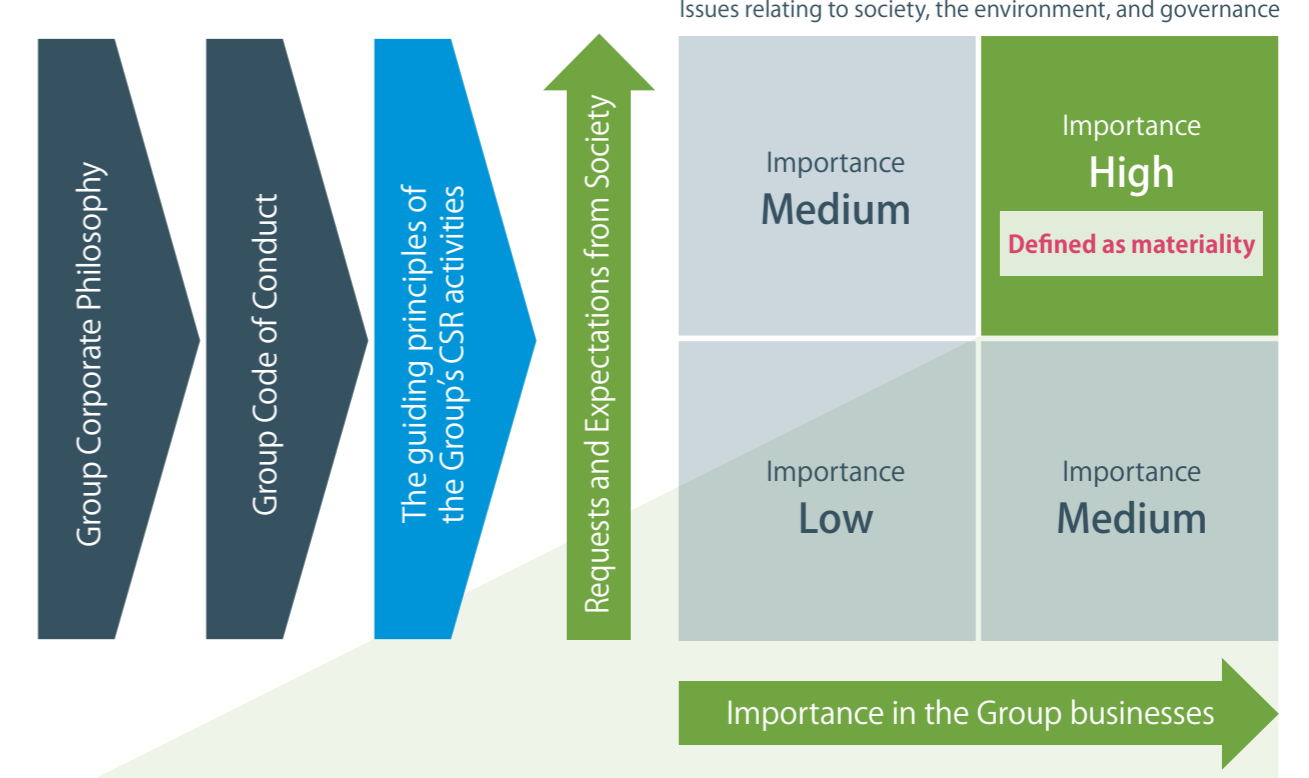 Issues relating to society, the environment, and governance
Group Corporate Philosophy
Group Code of Conduct
The guiding principles of
the Group's CSR activities
Requests and Expectations from Society
Importance
Medium
Importance
High
Defined as materiality
Importance
Low
Importance
Medium
Importance in the Group businesses